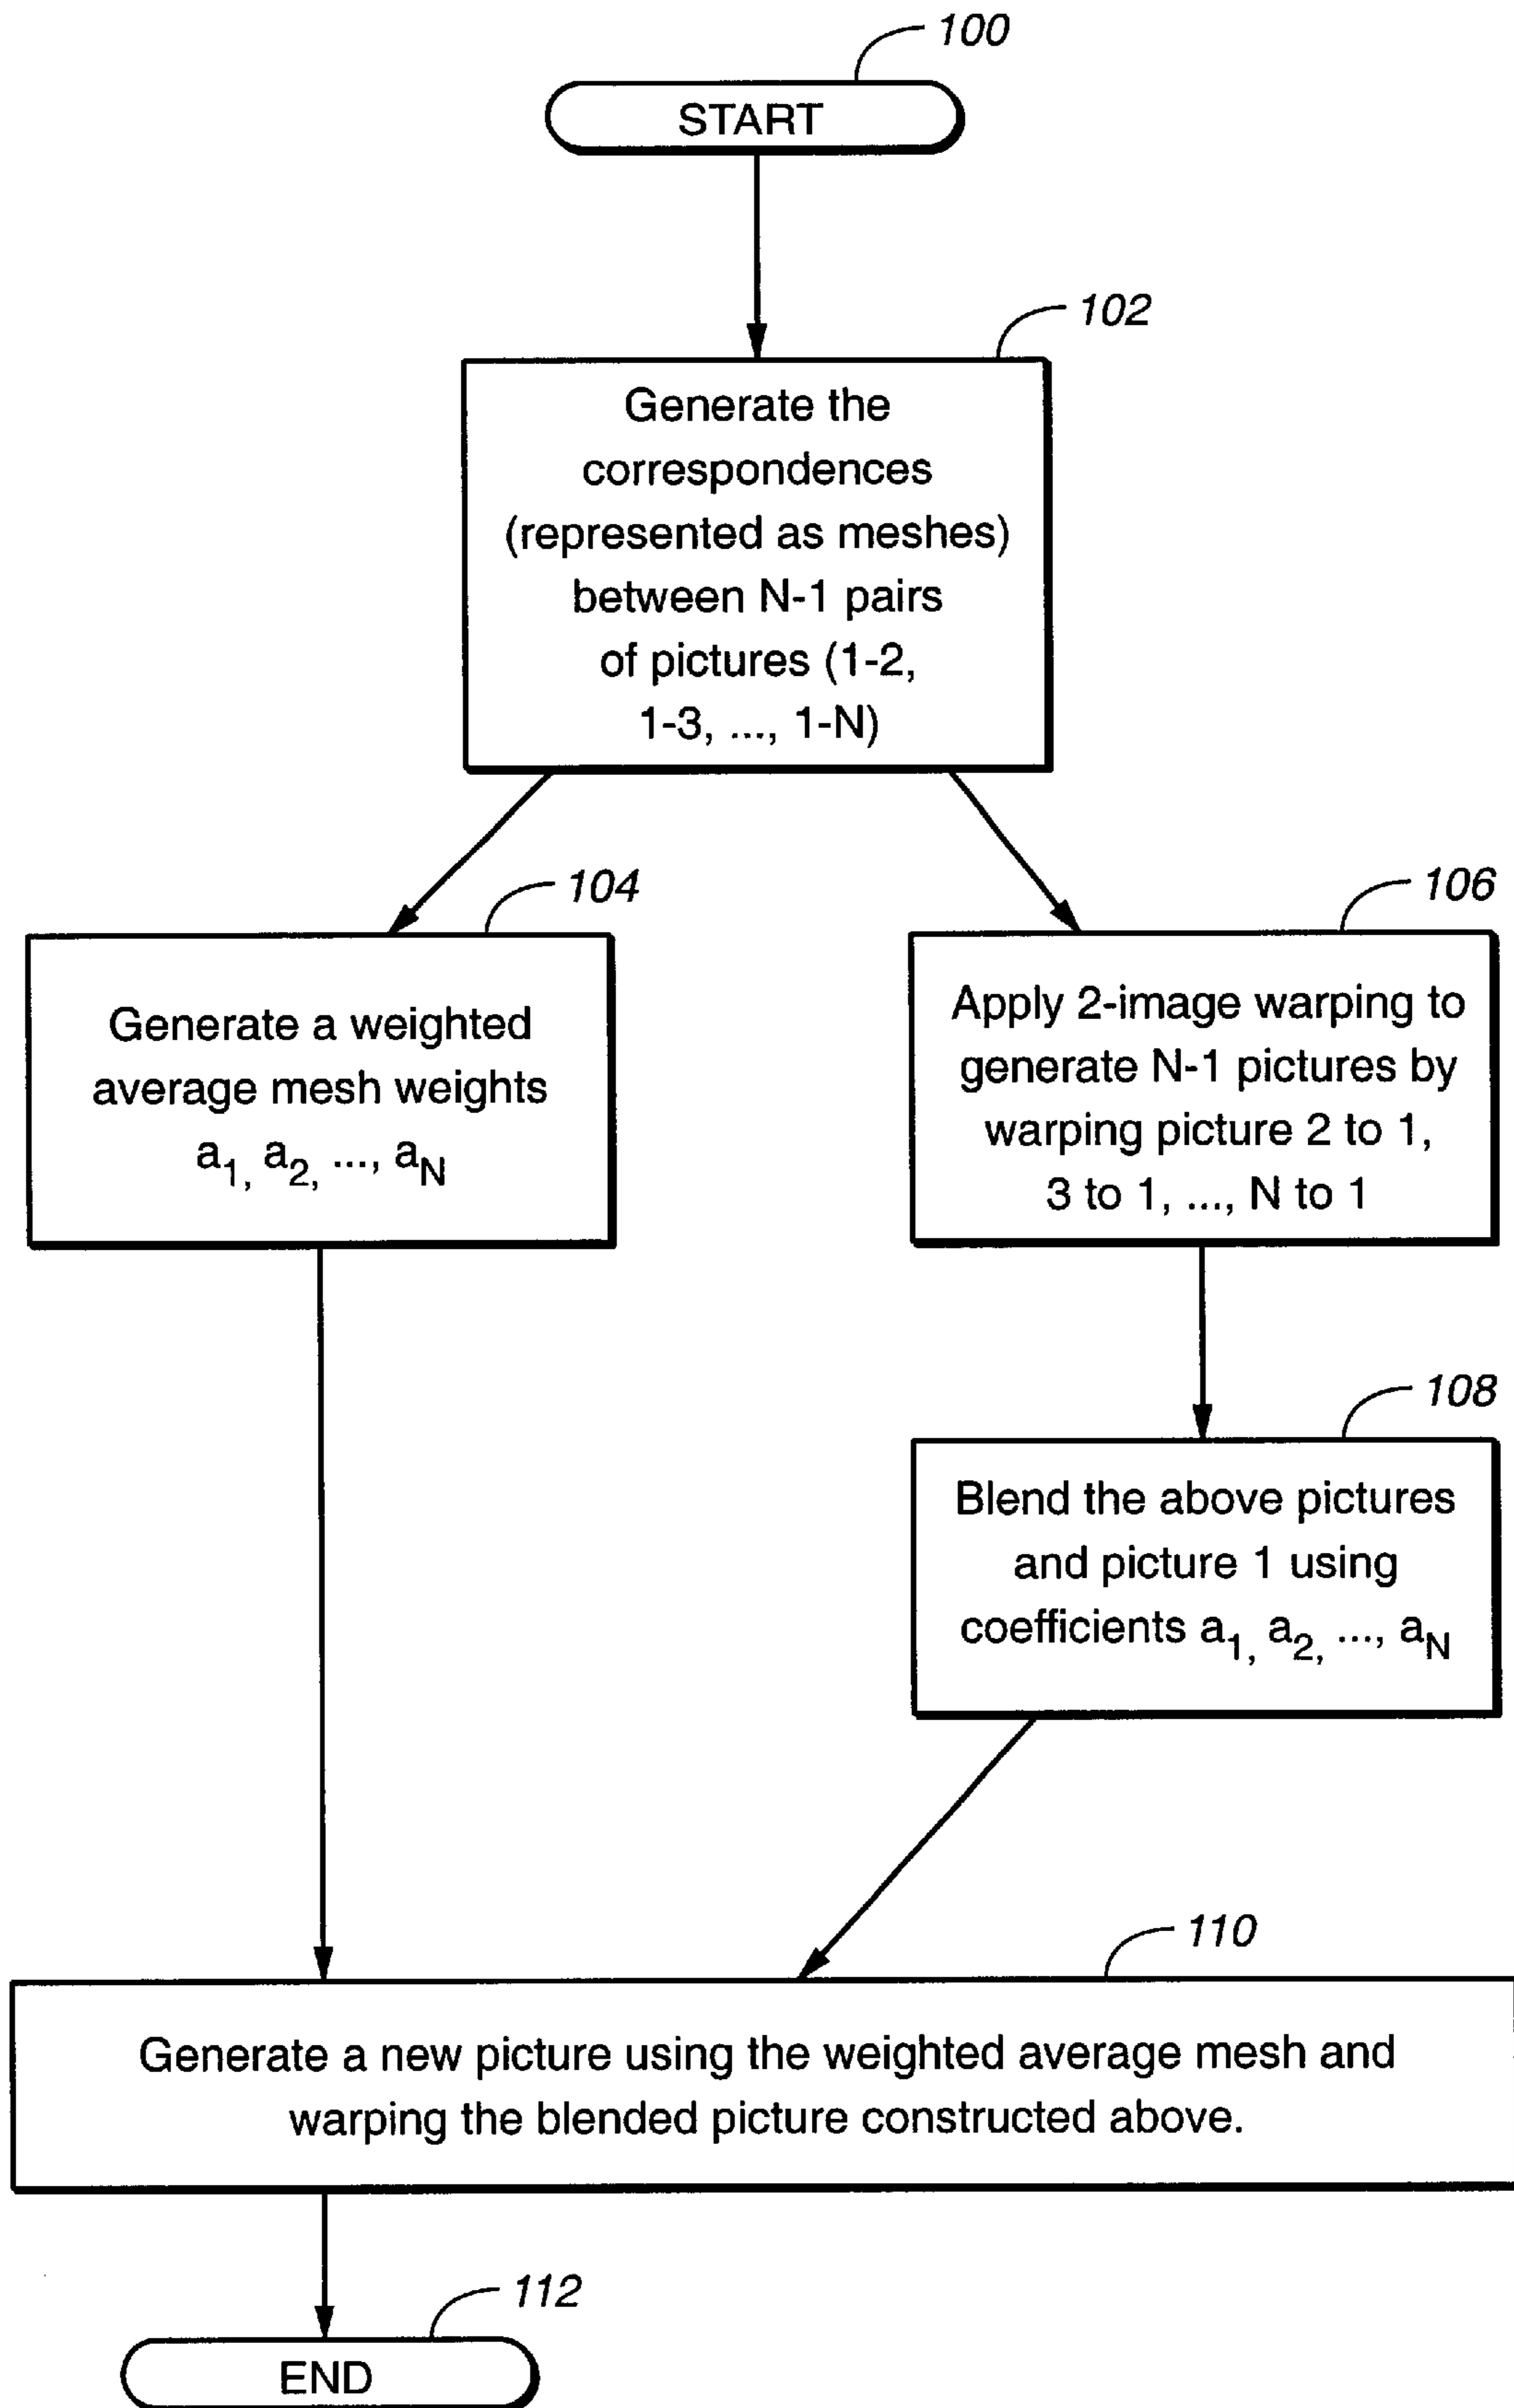 100
START
102
Generate the
correspondences
(represented as meshes)
between N-1 pairs
of pictures (1-2,
1-3, ..., 1-N)
104
Generate a weighted
average mesh weights
a1, a2, ..., aN
106
Apply 2-image warping to
generate N-1 pictures by
warping picture 2 to 1,
3 to 1, ..., N to 1
108
Blend the above pictures
and picture 1 using
coefficients a1, a2, ..., aN
110
Generate a new picture using the weighted average mesh and
warping the blended picture constructed above.
112
END